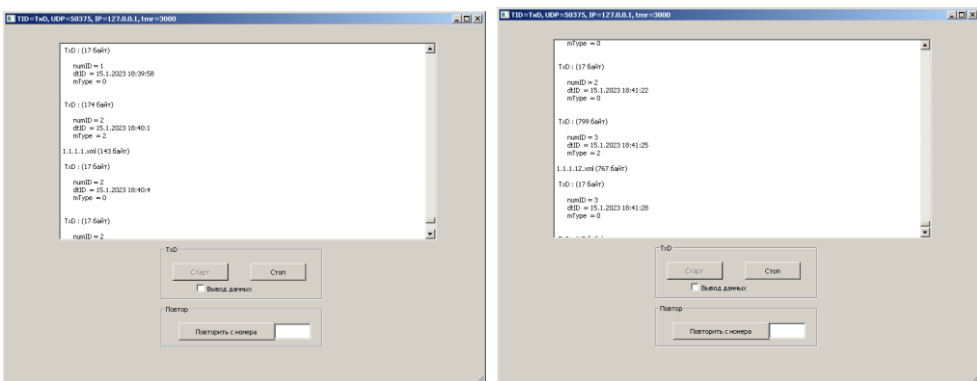 TID=TxD, UDP=50375, IP=127.0.0.1, tmr=3000
TxD : (17 байт)
numID = 1
dtID = 15.1.2023 18:39:58
mType = 0
TxD : (174 байт)
numID = 2
dtID = 15.1.2023 18:40:1
mType = 2
1.1.1.1.xml (143 байт)
TxD : (17 байт)
numID = 2
dtID = 15.1.2023 18:40:4
mType = 0
TxD : (17 байт)
numID = 2
TxD
Старт
Стоп
Вывод данных
Повтор
Повторить с номера
TID=TxD, UDP=50375, IP=127.0.0.1, tmr=3000
mType = 0
TxD : (17 байт)
numID = 2
dtID = 15.1.2023 18:41:22
mType = 0
TxD : (799 байт)
numID = 3
dtID = 15.1.2023 18:41:25
mType = 2
1.1.1.12.xml (767 байт)
TxD : (17 байт)
numID = 3
dtID = 15.1.2023 18:41:28
mType = 0
TxD
Старт
Стоп
Вывод данных
Повтор
Повторить с номера